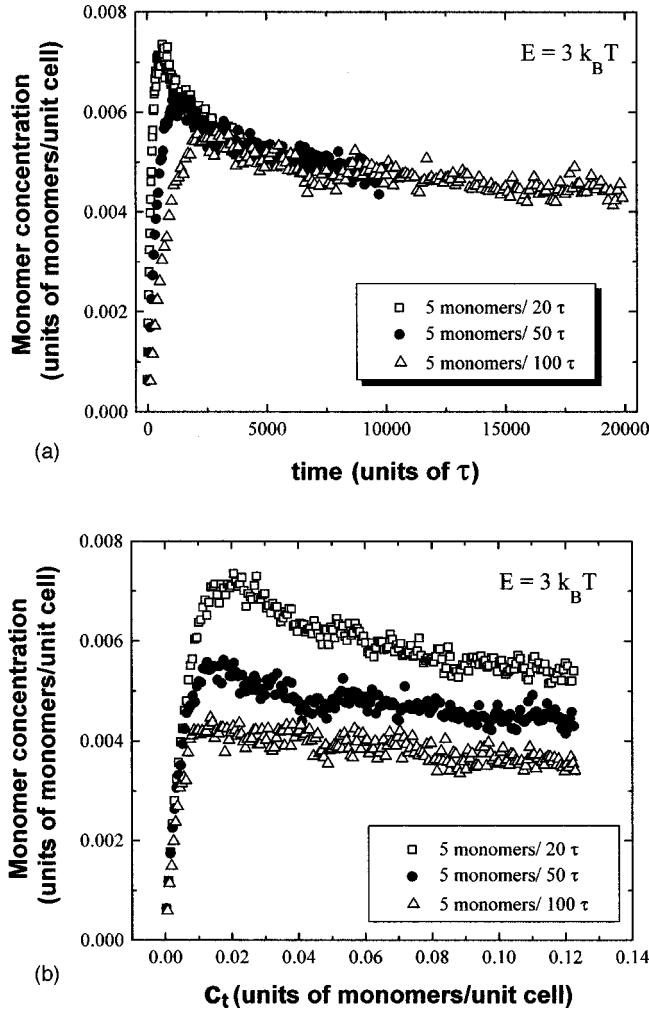 0.008
0.006
0.004
0.002
0.000
Monomer concentration
(units of monomers/unit cell)
E = 3 k_B T
5 monomers/ 20 τ
5 monomers/ 50 τ
5 monomers/ 100 τ
0 5000 10000 15000 20000
(a)
time (units of τ)
0.008
0.006
0.004
0.002
0.000
Monomer concentration
(units of monomers/unit cell)
E = 3 k_B T
5 monomers/ 20 τ
5 monomers/ 50 τ
5 monomers/ 100 τ
0.00 0.02 0.04 0.06 0.08 0.10 0.12 0.14
(b)
C_t (units of monomers/unit cell)